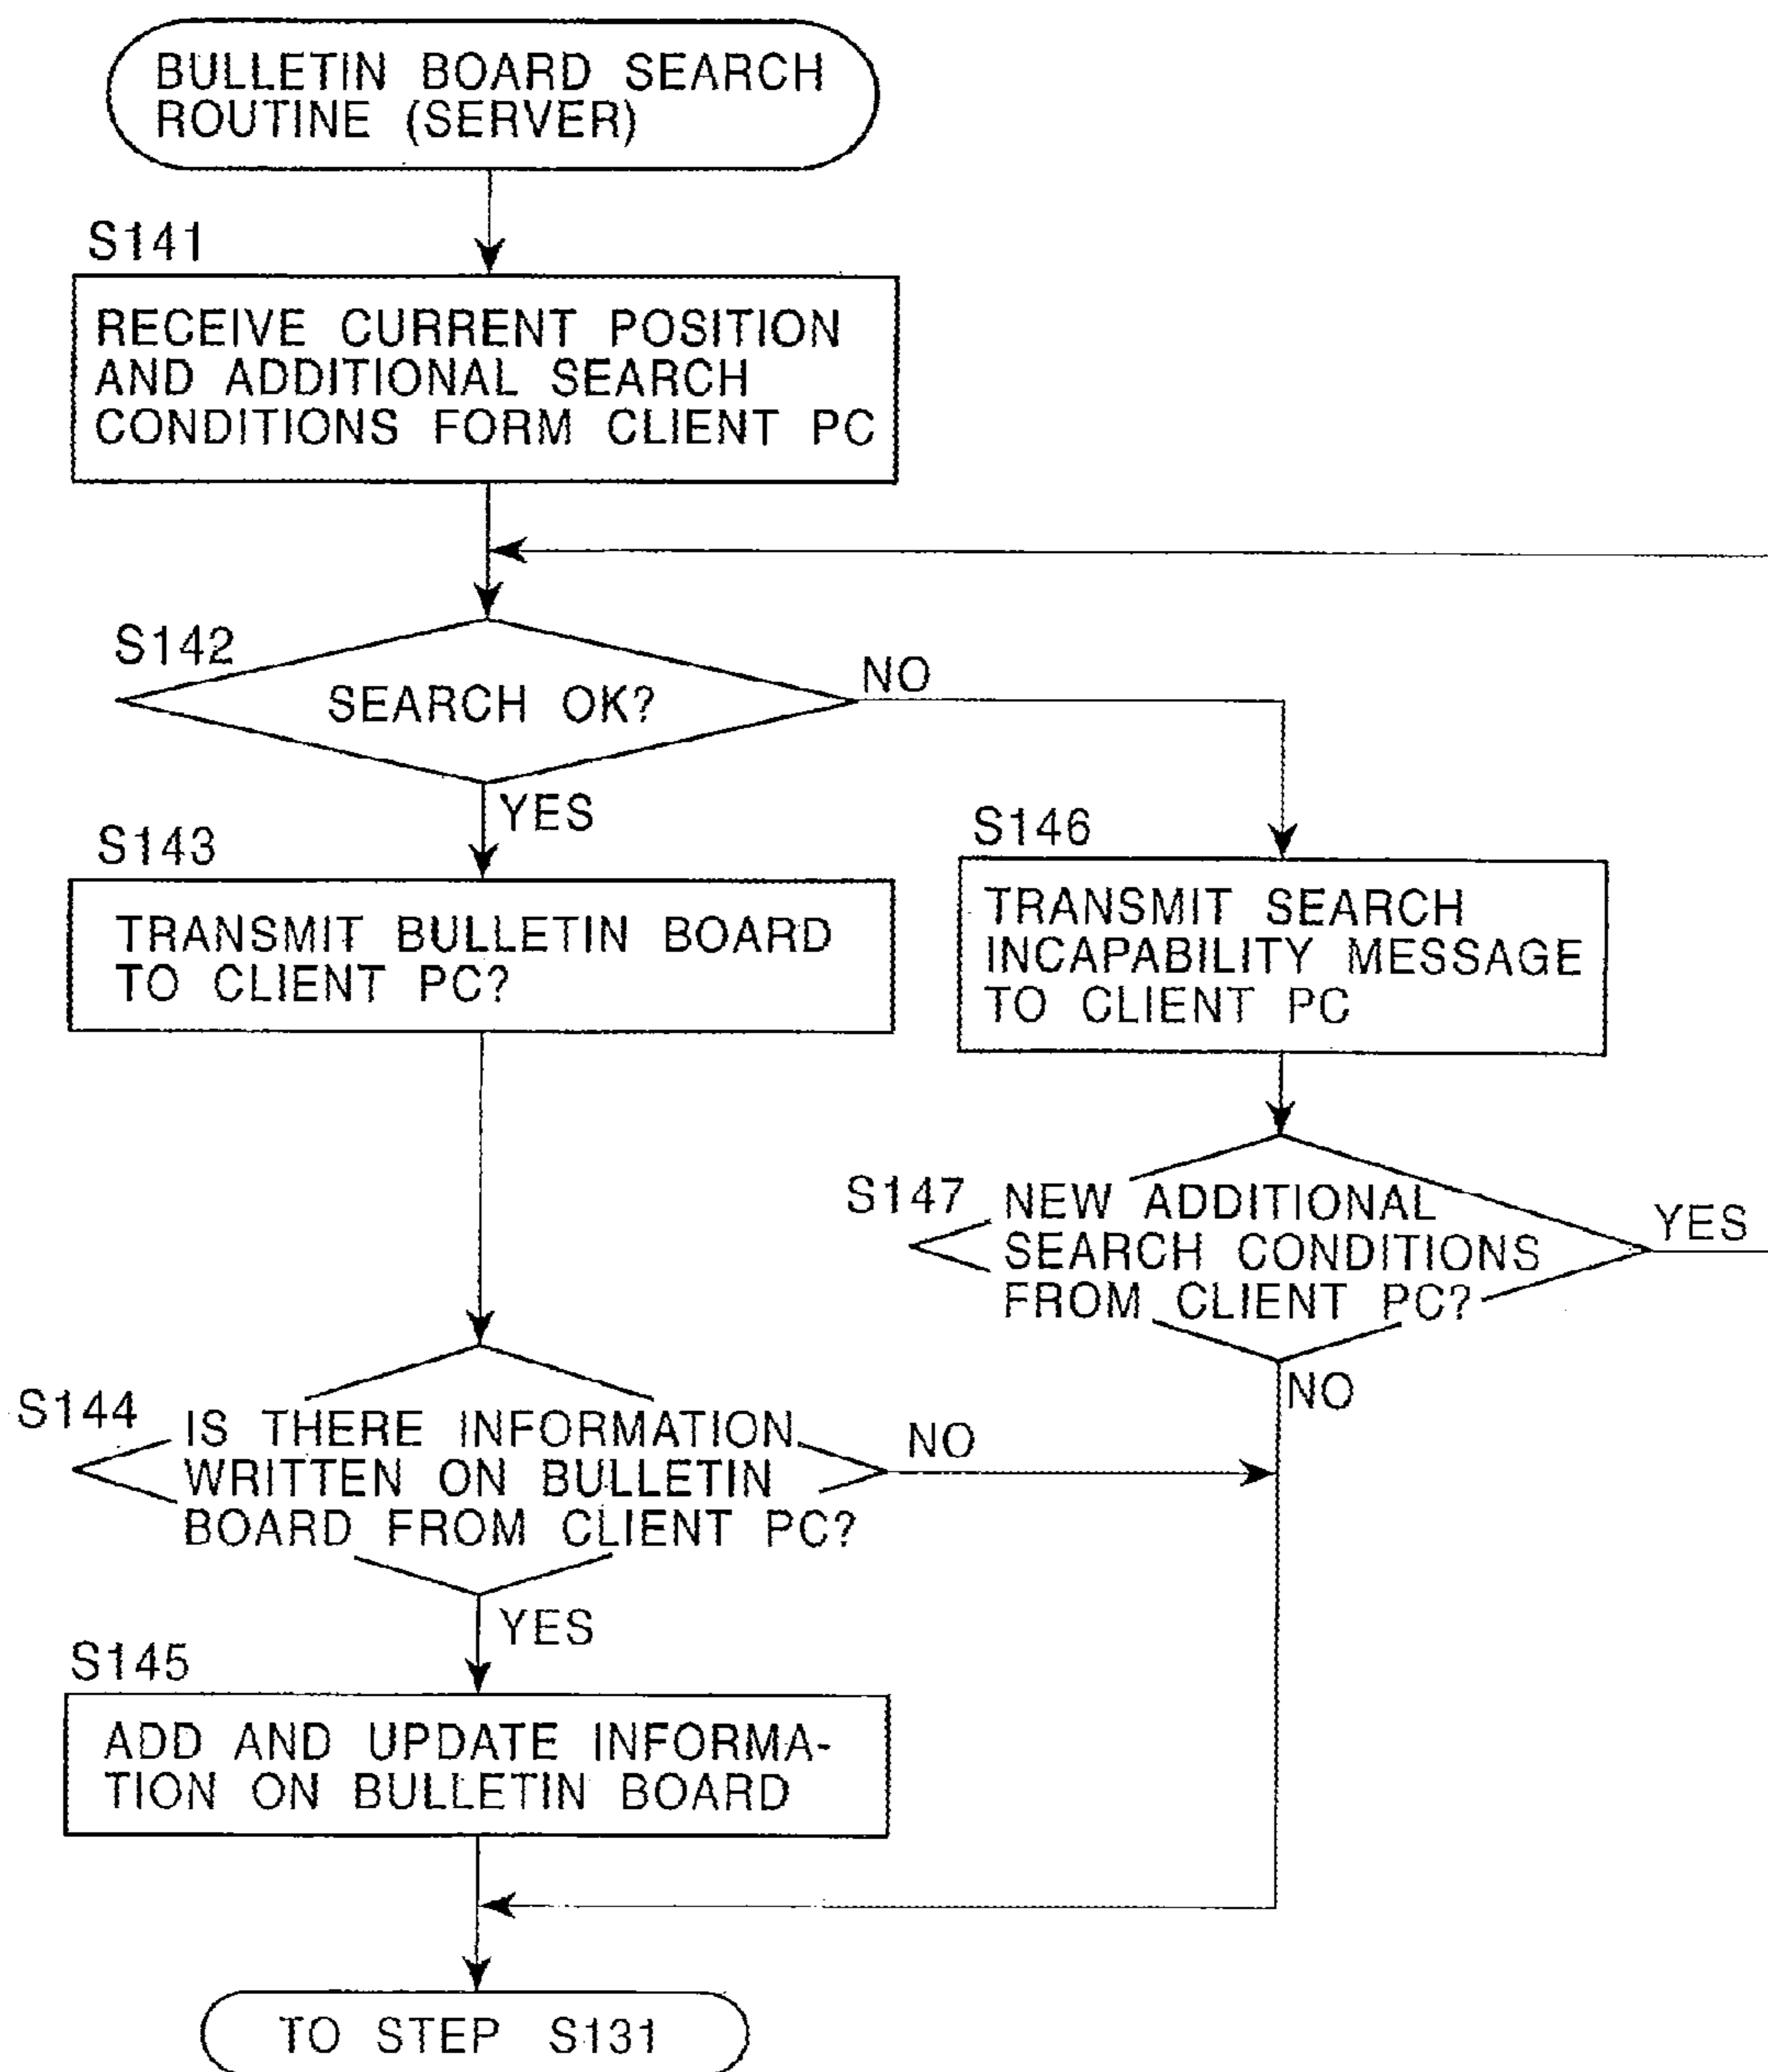 BULLETIN BOARD SEARCH
ROUTINE (SERVER)
S141
RECEIVE CURRENT POSITION
AND ADDITIONAL SEARCH
CONDITIONS FORM CLIENT PC
S142
SEARCH OK?
NO
YES
S143
TRANSMIT BULLETIN BOARD
TO CLIENT PC?
S146
TRANSMIT SEARCH
INCAPABILITY MESSAGE
TO CLIENT PC
S147
NEW ADDITIONAL
SEARCH CONDITIONS
FROM CLIENT PC?
YES
NO
S144
IS THERE INFORMATION
WRITTEN ON BULLETIN
BOARD FROM CLIENT PC?
NO
YES
S145
ADD AND UPDATE INFORMA-
TION ON BULLETIN BOARD
TO STEP S131